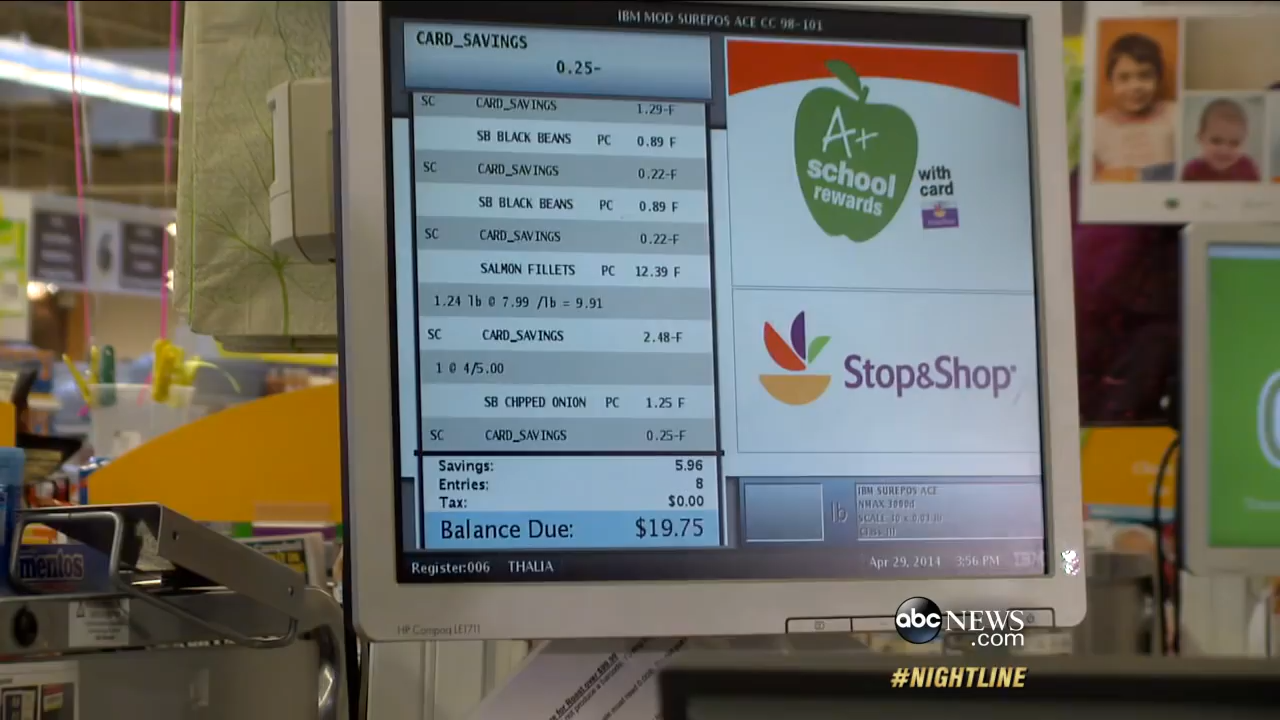 IBM MOD SUREPOS ACE CC 98-101
CARD_SAVINGS
0.25-
SC CARD_SAVINGS 1.29-F
SB BLACK BEANS PC 0.89 F
SC CARD_SAVINGS 0.22-F
SB BLACK BEANS PC 0.89 F
SC CARD_SAVINGS 0.22-F
SALMON FILLETS PC 12.39 F
1.24 lb @ 7.99 /lb = 9.91
SC CARD_SAVINGS 2.48-F
1 @ 4/5.00
SB CHPPED ONION PC 1.25 F
SC CARD_SAVINGS 0.25-F
Savings: 5.96
Entries: 8
Tax: $0.00
Balance Due: $19.75
A+
school
rewards
with
card
Stop&Shop
lb
IBM SUREPOS ACE
Class III
Register:006 THALIA
Apr 29, 2014 3:56 PM IBM
HP Compaq LE1711
mentos
abc NEWS
.com
#NIGHTLINE